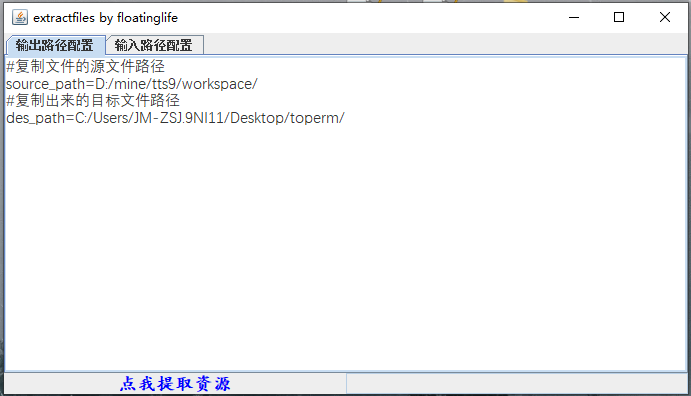 extractfiles by floatinglife
输出路径配置 输入路径配置
#复制文件的源文件路径
source_path=D:/mine/tts9/workspace/
#复制出来的目标文件路径
des_path=C:/Users/JM-ZSJ.9NI11/Desktop/toperm/
点我提取资源